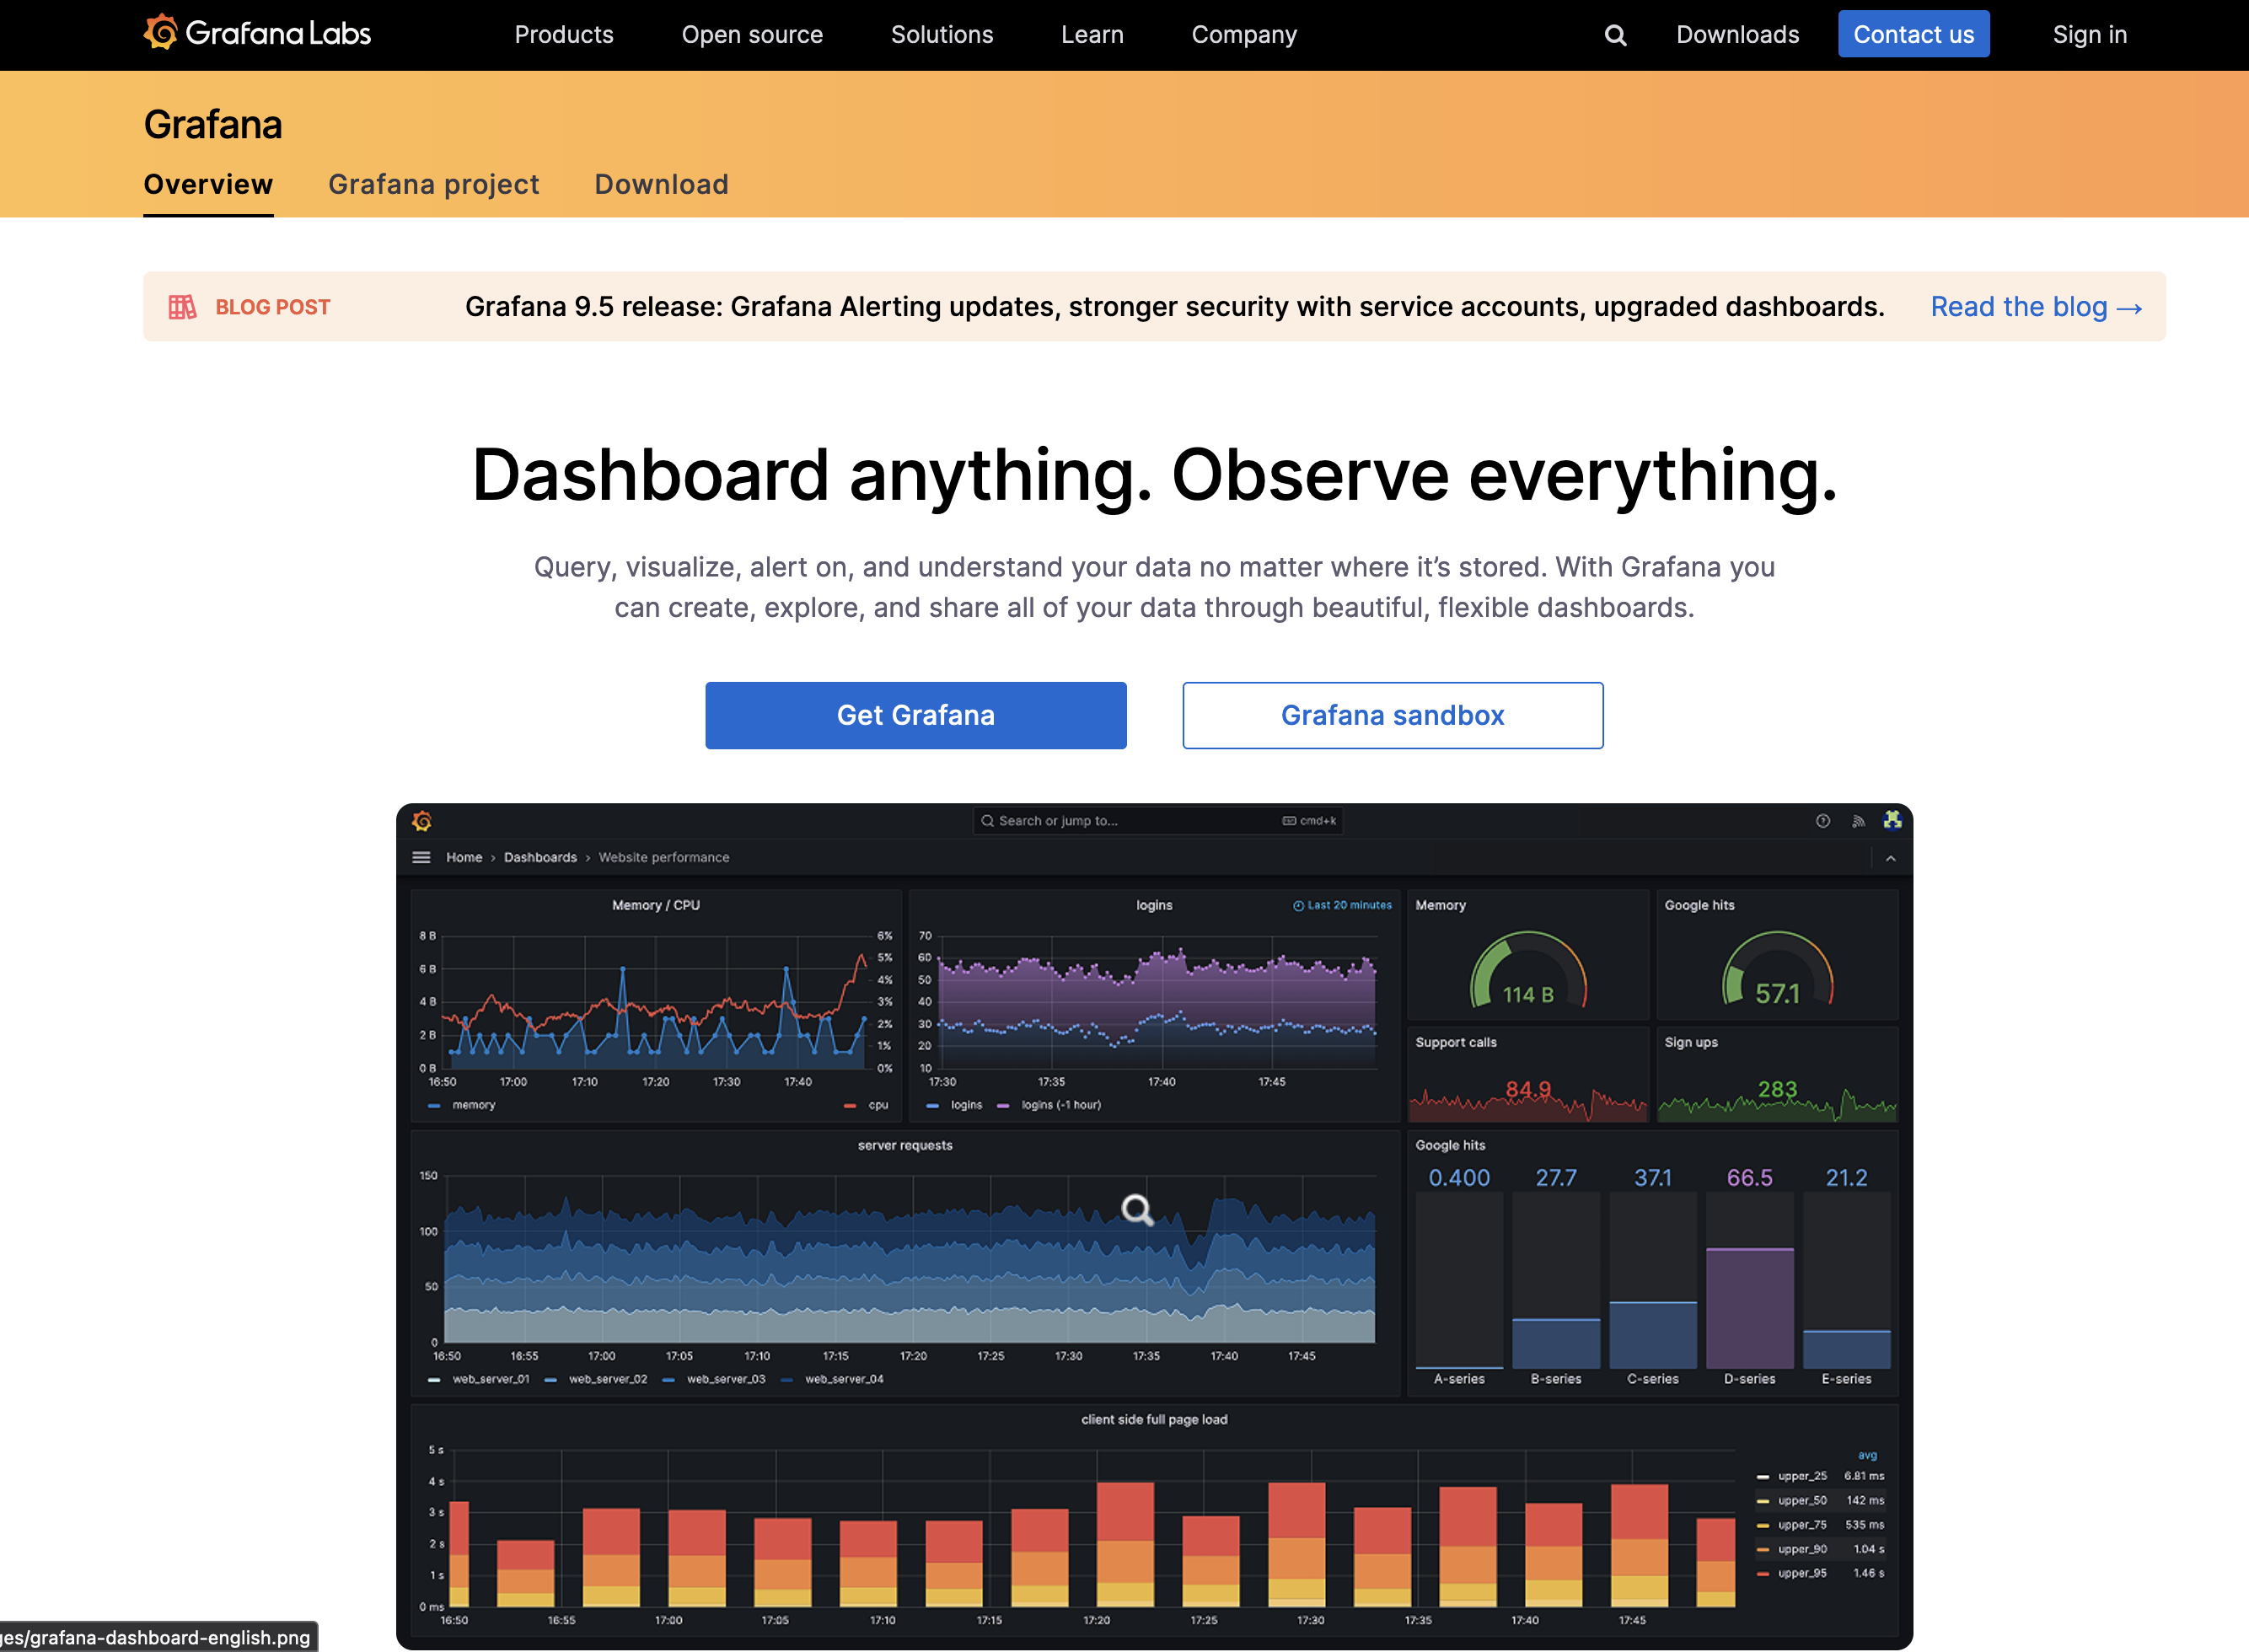 Grafana Labs
Products
Open source
Solutions
Learn
Company
Downloads
Contact us
Sign in
Grafana
Overview
Grafana project
Download
BLOG POST
Grafana 9.5 release: Grafana Alerting updates, stronger security with service accounts, upgraded dashboards.
Read the blog →
Dashboard anything. Observe everything.
Query, visualize, alert on, and understand your data no matter where it’s stored. With Grafana you
can create, explore, and share all of your data through beautiful, flexible dashboards.
Get Grafana
Grafana sandbox
Search or jump to...
cmd+k
Home › Dashboards › Website performance
Memory / CPU
8 B
6 B
4 B
2 B
0 B
6%
5%
4%
3%
2%
1%
0%
16:50 17:00 17:10 17:20 17:30 17:40
memory
cpu
logins
Last 20 minutes
70
60
50
40
30
20
10
17:30 17:35 17:40 17:45
logins
logins (-1 hour)
Memory
114 B
Google hits
57.1
Support calls
84.9
Sign ups
283
server requests
150
100
50
0
16:50 16:55 17:00 17:05 17:10 17:15 17:20 17:25 17:30 17:35 17:40 17:45
web_server_01 web_server_02 web_server_03 web_server_04
Google hits
0.400 27.7 37.1 66.5 21.2
A-series B-series C-series D-series E-series
client side full page load
5 s
4 s
3 s
2 s
1 s
0 ms
16:50 16:55 17:00 17:05 17:10 17:15 17:20 17:25 17:30 17:35 17:40 17:45
avg
upper_25 6.81 ms
upper_50 142 ms
upper_75 535 ms
upper_90 1.04 s
upper_95 1.46 s
ges/grafana-dashboard-english.png